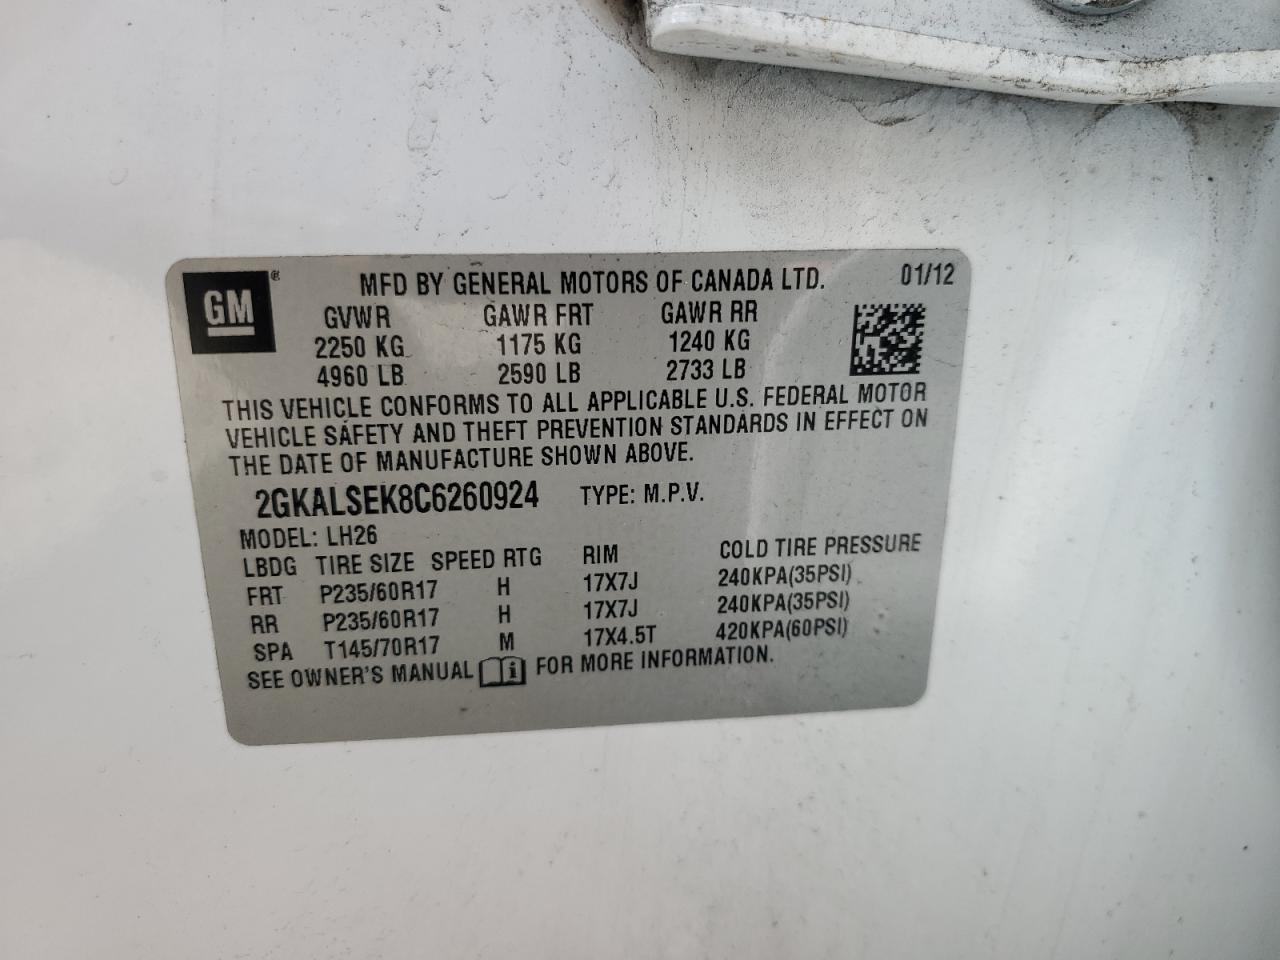 GM ® MFD BY GENERAL MOTORS OF CANADA LTD. 01/12
GVWR GAWR FRT GAWR RR
2250 KG 1175 KG 1240 KG
4960 LB 2590 LB 2733 LB
THIS VEHICLE CONFORMS TO ALL APPLICABLE U.S. FEDERAL MOTOR
VEHICLE SAFETY AND THEFT PREVENTION STANDARDS IN EFFECT ON
THE DATE OF MANUFACTURE SHOWN ABOVE.
2GKALSEK8C6260924 TYPE: M.P.V.
MODEL: LH26
LBDG TIRE SIZE SPEED RTG RIM COLD TIRE PRESSURE
FRT P235/60R17 H 17X7J 240KPA(35PSI)
RR P235/60R17 H 17X7J 240KPA(35PSI)
SPA T145/70R17 M 17X4.5T 420KPA(60PSI)
SEE OWNER'S MANUAL i FOR MORE INFORMATION.